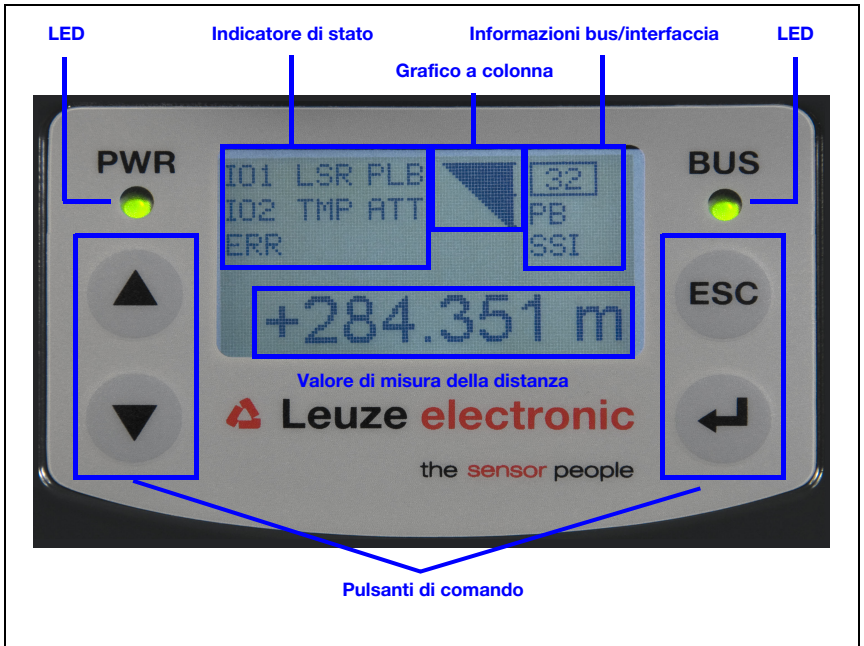 LED Indicatore di stato Informazioni bus/interfaccia LED
Grafico a colonna
PWR
BUS
IO1 LSR PLB
IO2 TMP ATT
ERR
32
PB
SSI
ESC
+284.351 m
Valore di misura della distanza
Leuze electronic
the sensor people
Pulsanti di comando